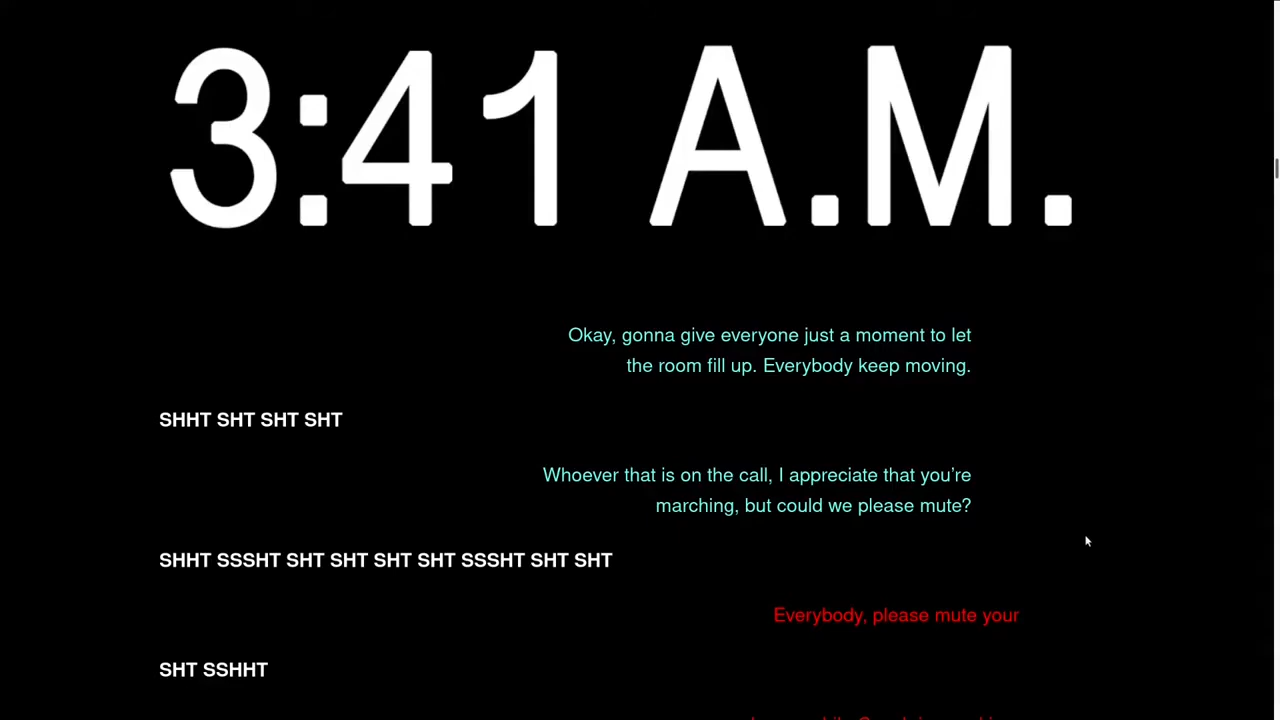 3:41 A.M.
Okay, gonna give everyone just a moment to let
the room fill up. Everybody keep moving.
SHHT SHT SHT SHT
Whoever that is on the call, I appreciate that you’re
marching, but could we please mute?
SHHT SSSHT SHT SHT SHT SHT SSSHT SHT SHT
Everybody, please mute your
SHT SSHHT